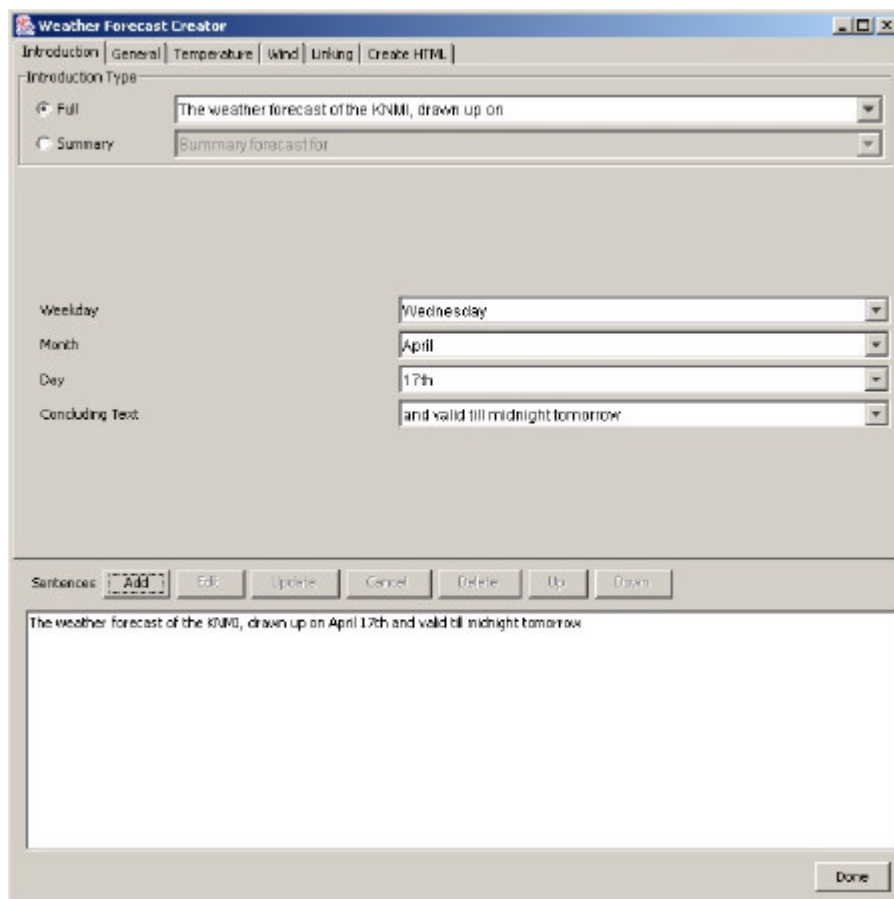 Weather Forecast Creator
Introduction General Temperature Wind Linking Create HTML
Introduction Type
Full The weather forecast of the KNMI, drawn up on
Summary Summary forecast for
Weekday Wednesday
Month April
Day 17th
Concluding Text and valid till midnight tomorrow
Sentences Add Edit Update Cancel Delete Up Down
The weather forecast of the KNMI, drawn up on April 17th and valid till midnight tomorrow
Done